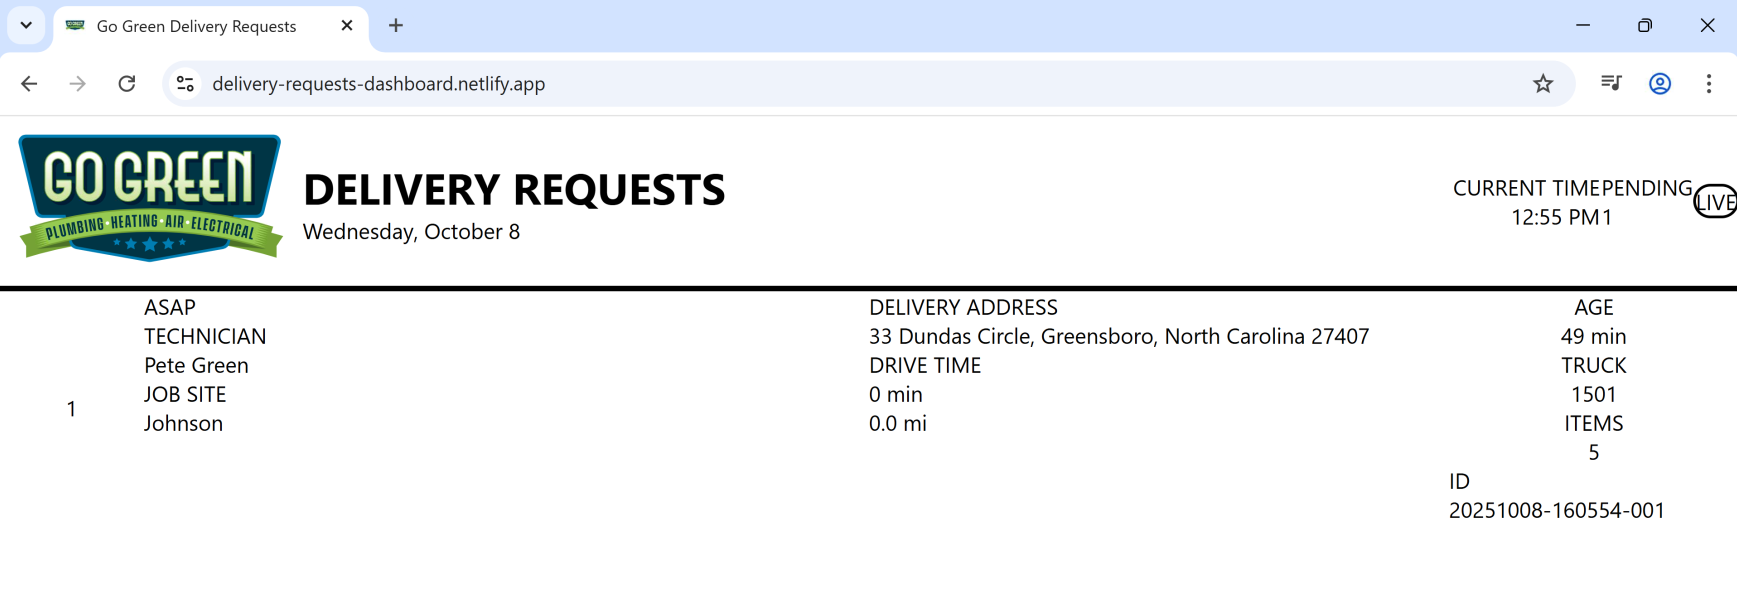 Go Green Delivery Requests
delivery-requests-dashboard.netlify.app
GO GREEN
PLUMBING · HEATING · AIR · ELECTRICAL
DELIVERY REQUESTS
Wednesday, October 8
CURRENT TIME
12:55 PM
PENDING
1
LIVE
1
ASAP
TECHNICIAN
Pete Green
JOB SITE
Johnson
DELIVERY ADDRESS
33 Dundas Circle, Greensboro, North Carolina 27407
DRIVE TIME
0 min
0.0 mi
AGE
49 min
TRUCK
1501
ITEMS
5
ID
20251008-160554-001